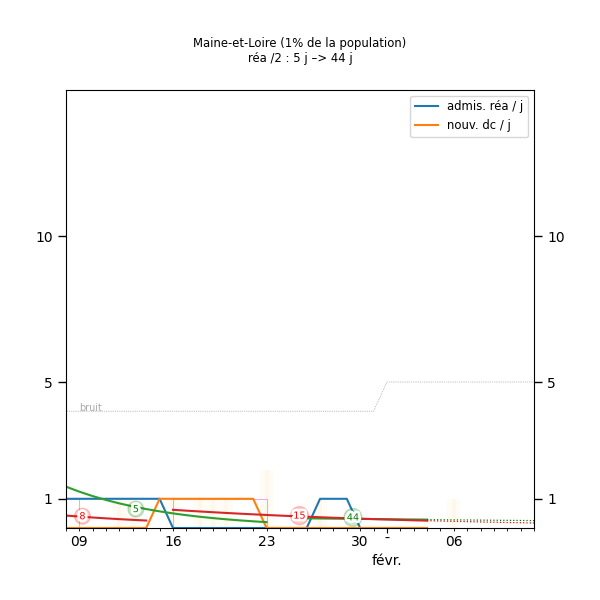 Maine-et-Loire (1% de la population)
réa /2 : 5 j –> 44 j
admis. réa / j
nouv. dc / j
10
10
5
5
bruit
1
1
8
5
15
44
09
16
23
30
-
06
févr.